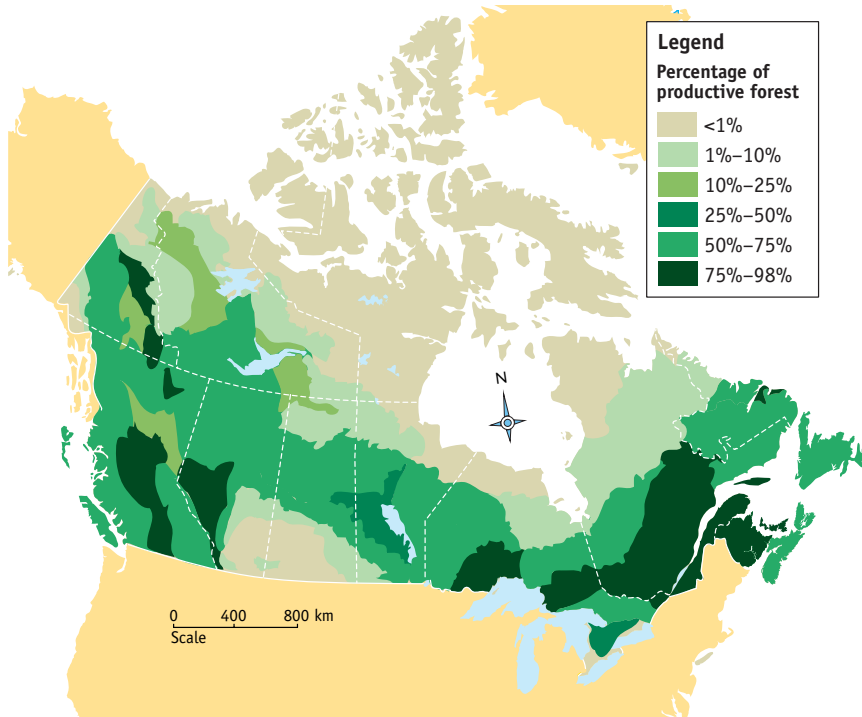 Legend
Percentage of
productive forest
<1%
1%–10%
10%–25%
25%–50%
50%–75%
75%–98%
N
0 400 800 km
Scale